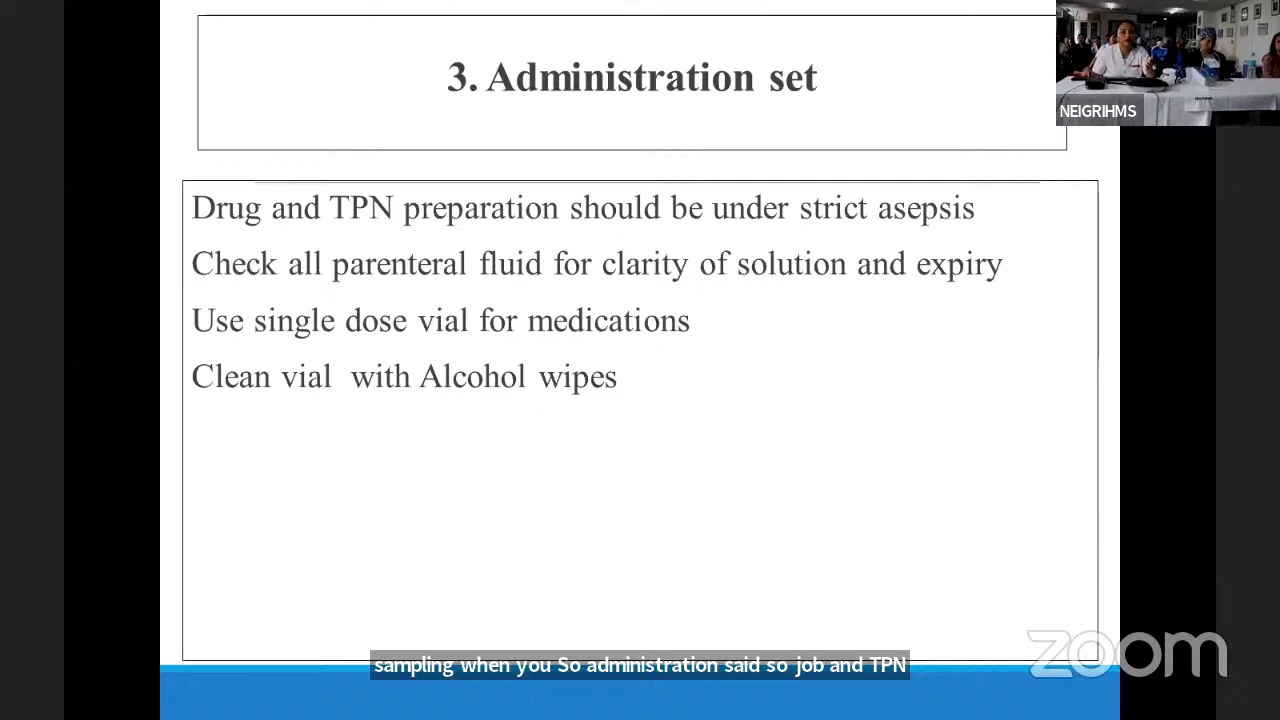 3. Administration set
NEIGRIHMS
Drug and TPN preparation should be under strict asepsis
Check all parenteral fluid for clarity of solution and expiry
Use single dose vial for medications
Clean vial with Alcohol wipes
sampling when you So administration said so job and TPN
zoom